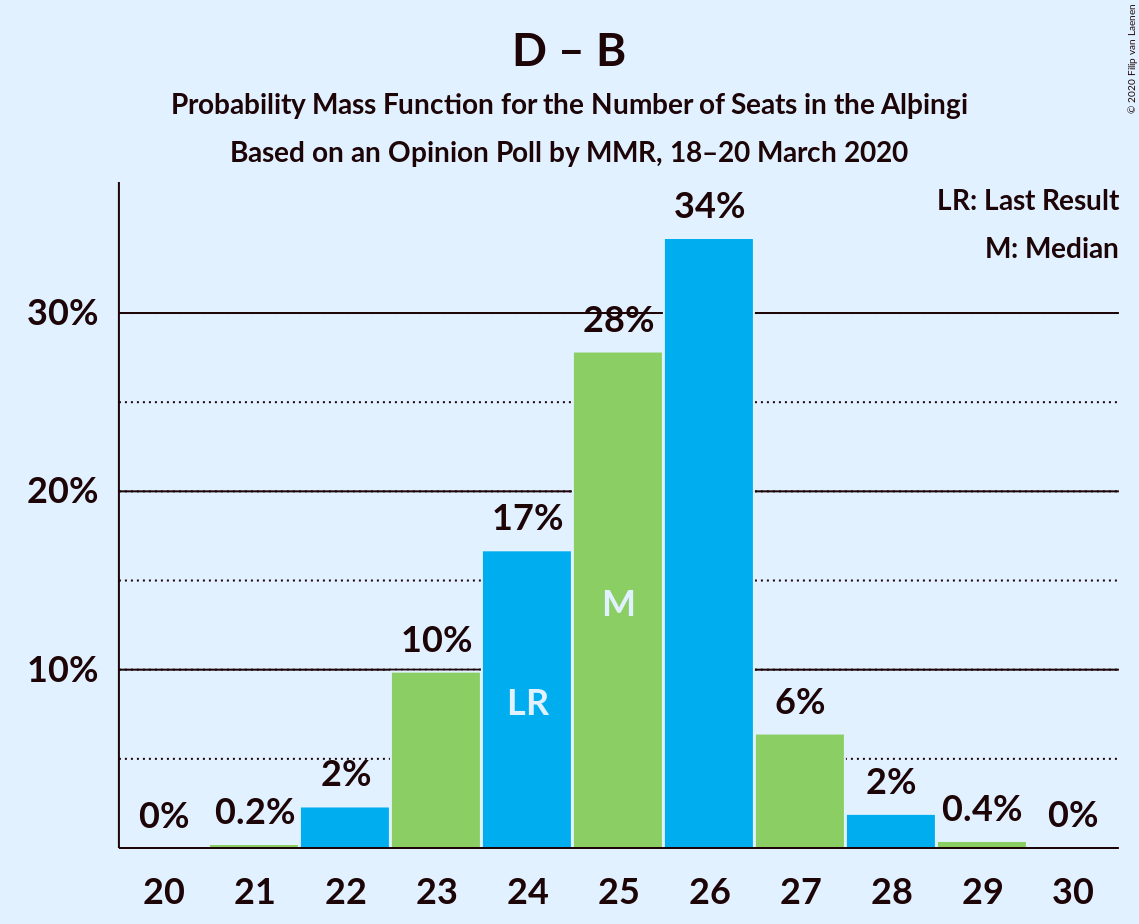 D – B
Probability Mass Function for the Number of Seats in the Alþingi
Based on an Opinion Poll by MMR, 18–20 March 2020
© 2020 Filip van Laenen
LR: Last Result
M: Median
30%
20%
10%
0%
0.2%
2%
10%
17%
28%
34%
6%
2%
0.4%
0%
LR
M
20 21 22 23 24 25 26 27 28 29 30